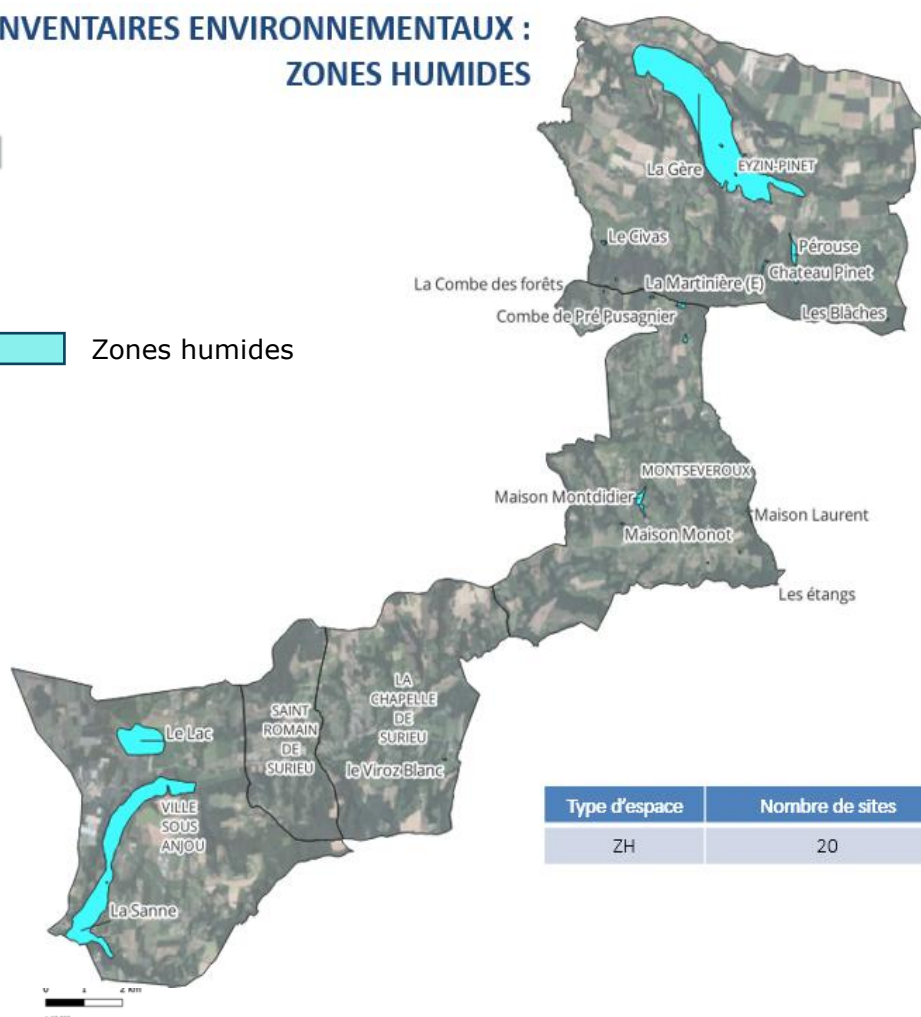 INVENTAIRES ENVIRONNEMENTAUX :
ZONES HUMIDES
La Gère
EYZIN-PINET
Le Civas
Pérouse
La Combe des forêts
La Martinière (E)
Chateau Pinet
Combe de Pré Pusagnier
Les Blâches
Zones humides
MONTSEVEROUX
Maison Montdidier
Maison Laurent
Maison Monot
Les étangs
LA
CHAPELLE
DE
SURIEU
SAINT
ROMAIN
DE
SURIEU
Le Lac
le Viroz Blanc
VILLE
SOUS
ANJOU
Type d'espace Nombre de sites
ZH 20
La Sanne